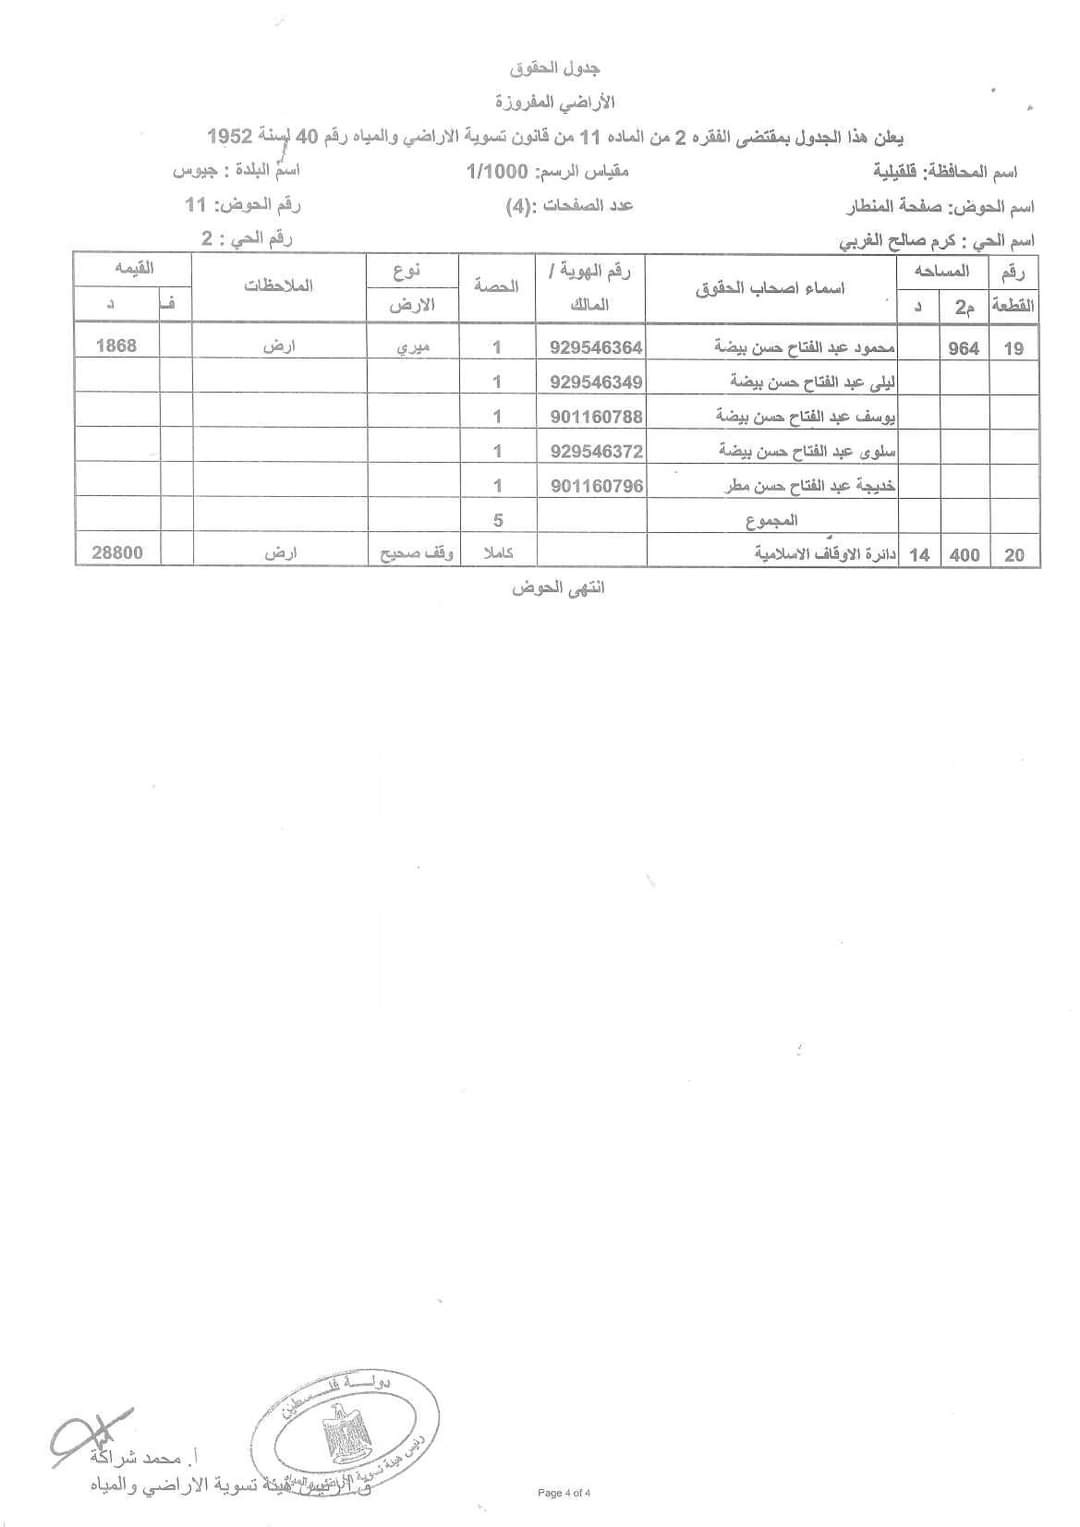 جدول الحقوق
الأراضي المفروزة
يعلن هذا الجدول بمقتضى الفقره 2 من الماده 11 من قانون تسوية الاراضي والمياه رقم 40 لسنة 1952
اسم المحافظة: قلقيلية مقياس الرسم: 1/1000 اسم البلدة : جيوس
اسم الحوض: صفحة المنطار عدد الصفحات :(4) رقم الحوض: 11
اسم الحي : كرم صالح الغربي رقم الحي : 2
رقم القطعة المساحه م2 د اسماء اصحاب الحقوق رقم الهوية / المالك الحصة نوع الارض الملاحظات القيمه ف د
19 964 محمود عبد الفتاح حسن بيضة 929546364 1 ميري ارض 1868
ليلى عبد الفتاح حسن بيضة 929546349 1
يوسف عبد الفتاح حسن بيضة 901160788 1
سلوى عبد الفتاح حسن بيضة 929546372 1
خديجة عبد الفتاح حسن مطر 901160796 1
المجموع 5
20 400 14 دائرة الاوقاف الاسلامية كاملا وقف صحيح ارض 28800
انتهى الحوض
دولة فلسطين
رئيس هيئة تسوية الأراضي والمياه
أ. محمد شراكة
هيئة تسوية الاراضي والمياه
Page 4 of 4